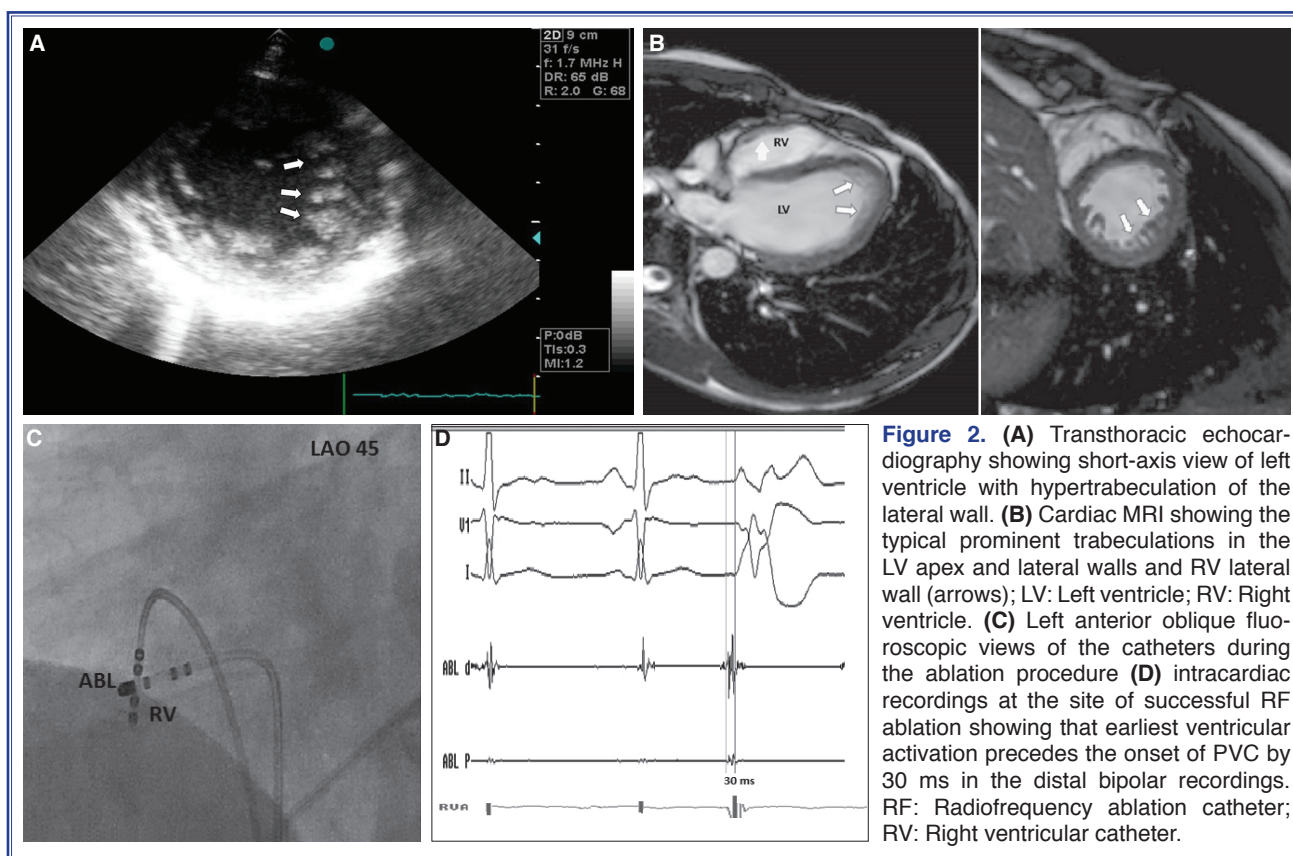 A
2D 9 cm
31 f/s
f: 1.7 MHz H
DR: 65 dB
R: 2.0 G: 68
P:0dB
TIs:0.3
MI:1.2
B
RV
LV
C
LAO 45
ABL
RV
D
II
V1
I
ABL d
ABL P
30 ms
RVA
Figure 2. (A) Transthoracic echocar-
diography showing short-axis view of left
ventricle with hypertrabeculation of the
lateral wall. (B) Cardiac MRI showing the
typical prominent trabeculations in the
LV apex and lateral walls and RV lateral
wall (arrows); LV: Left ventricle; RV: Right
ventricle. (C) Left anterior oblique fluo-
roscopic views of the catheters during
the ablation procedure (D) intracardiac
recordings at the site of successful RF
ablation showing that earliest ventricular
activation precedes the onset of PVC by
30 ms in the distal bipolar recordings.
RF: Radiofrequency ablation catheter;
RV: Right ventricular catheter.